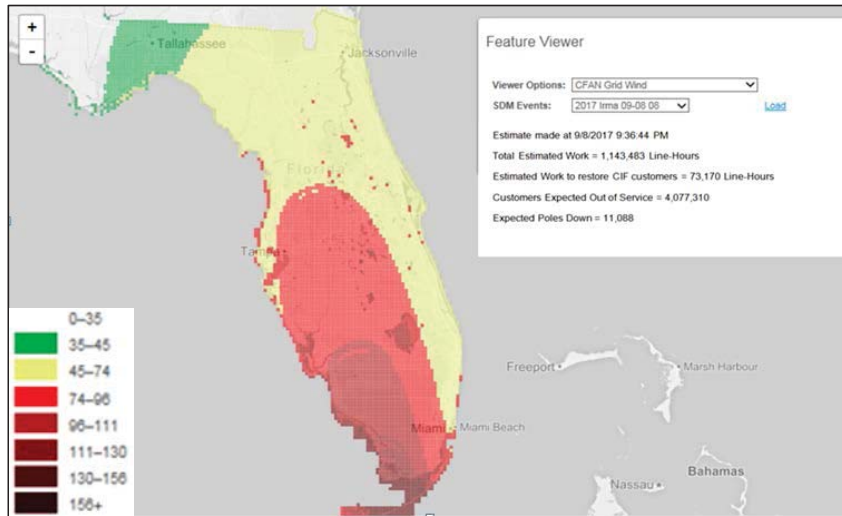 +
-
Tallahassee
Jacksonville
Florida
Tampa
Miami
Miami Beach
Freeport
Marsh Harbour
Nassau
Bahamas
Feature Viewer
Viewer Options: CFAN Grid Wind
SDM Events: 2017 Irma 09-08 08 Load
Estimate made at 9/8/2017 9:36:44 PM
Total Estimated Work = 1,143,483 Line-Hours
Estimated Work to restore CIF customers = 73,170 Line-Hours
Customers Expected Out of Service = 4,077,310
Expected Poles Down = 11,088
0–35
35–45
45–74
74–96
96–111
111–130
130–156
156+